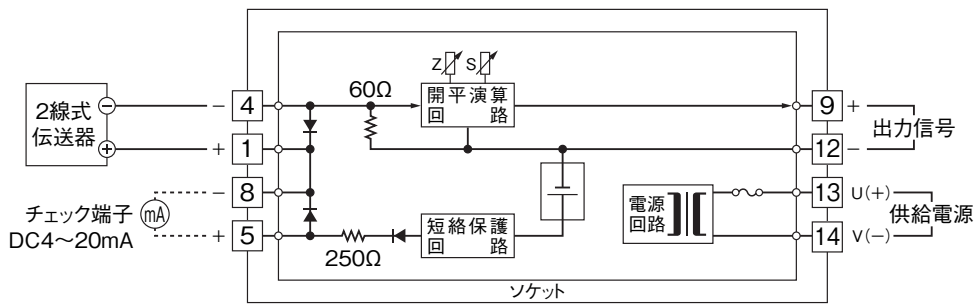 2線式
伝送器
−
+
−
4
+
1
−
8
+
5
チェック端子
DC4〜20mA
mA
60Ω
Z
S
開平演算
回路
250Ω
短絡保護
回路
電源
回路
9
+
12
−
出力信号
13
U(+)
14
V(−)
供給電源
ソケット